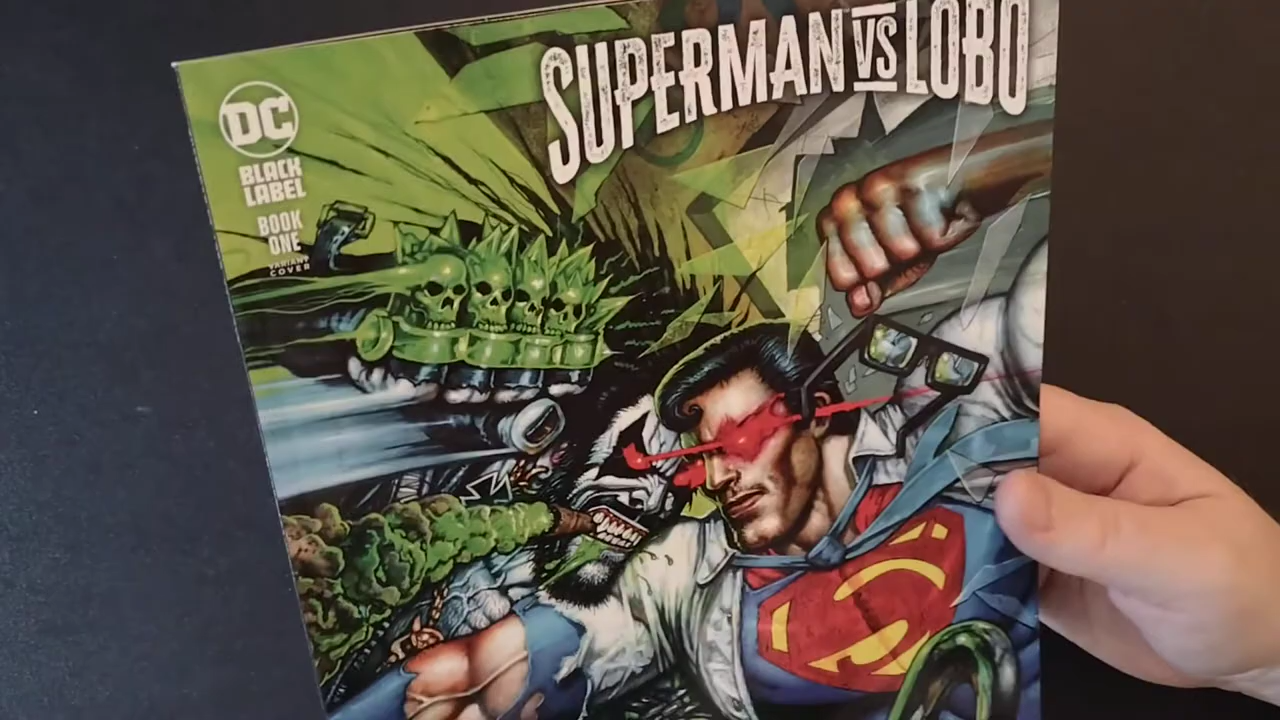 SUPERMAN VS LOBO
DC
BLACK
LABEL
BOOK
ONE
VARIANT
COVER